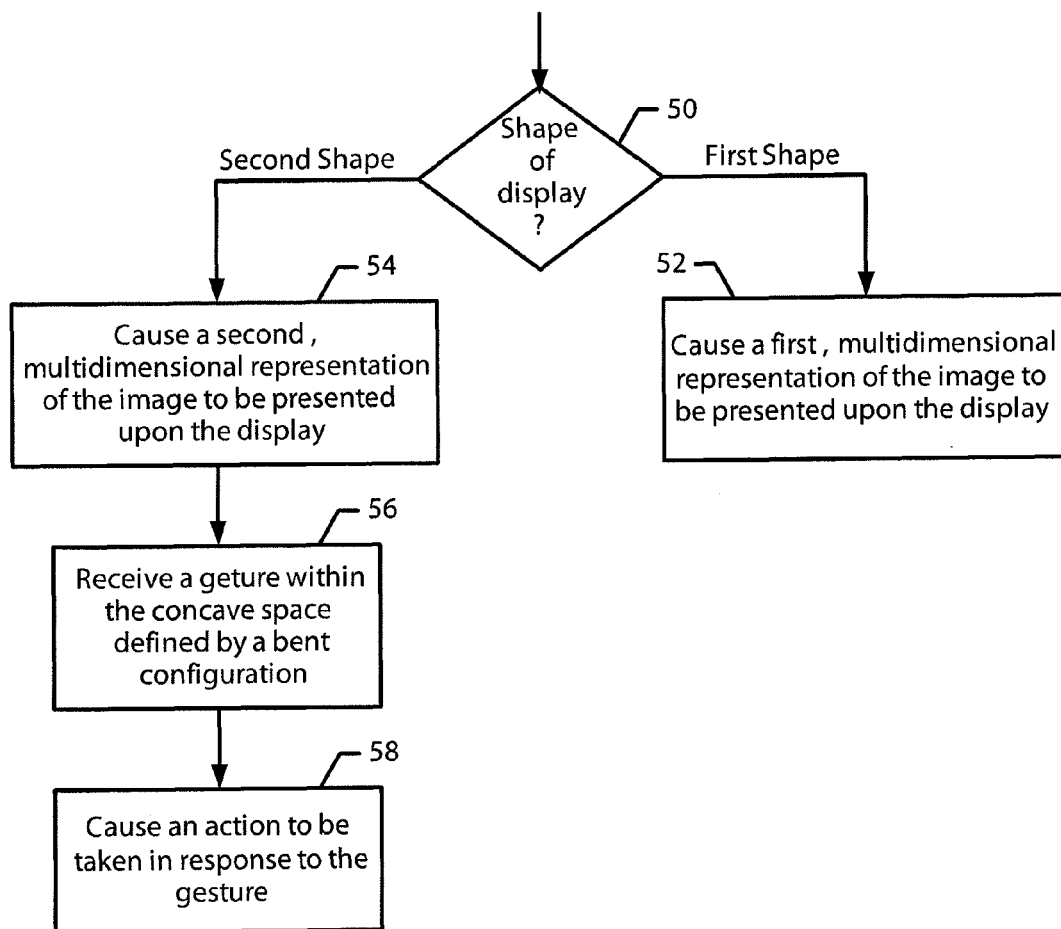 50
Shape
of
display
?
Second Shape
First Shape
54
Cause a second ,
multidimensional representation
of the image to be presented
upon the display
52
Cause a first , multidimensional
representation of the image to
be presented upon the display
56
Receive a geture within
the concave space
defined by a bent
configuration
58
Cause an action to be
taken in response to the
gesture